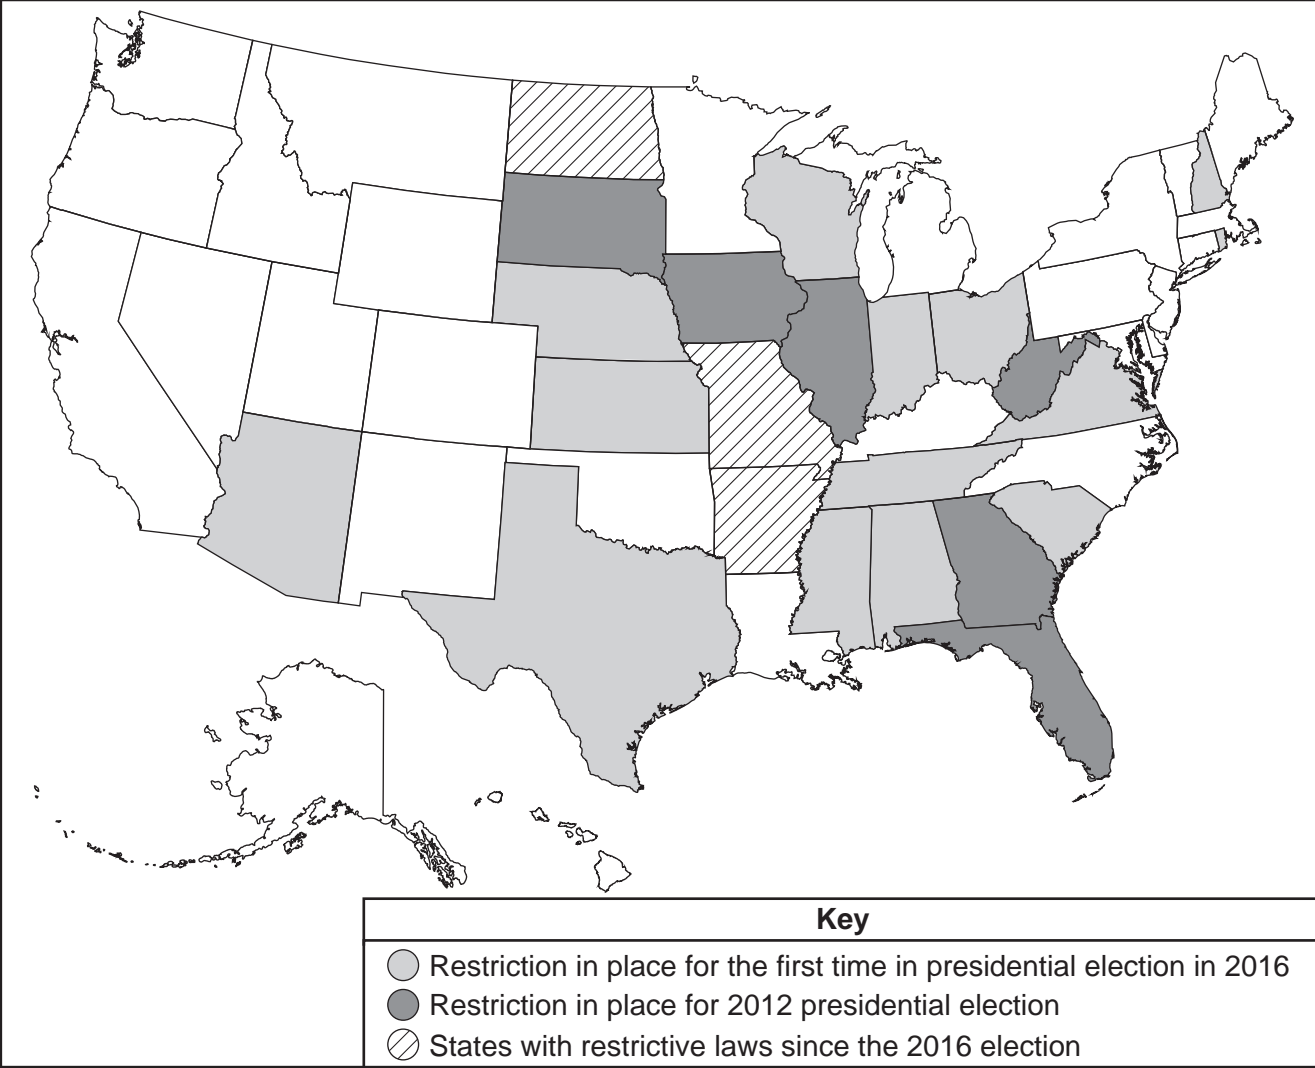 Key
Restriction in place for the first time in presidential election in 2016
Restriction in place for 2012 presidential election
States with restrictive laws since the 2016 election